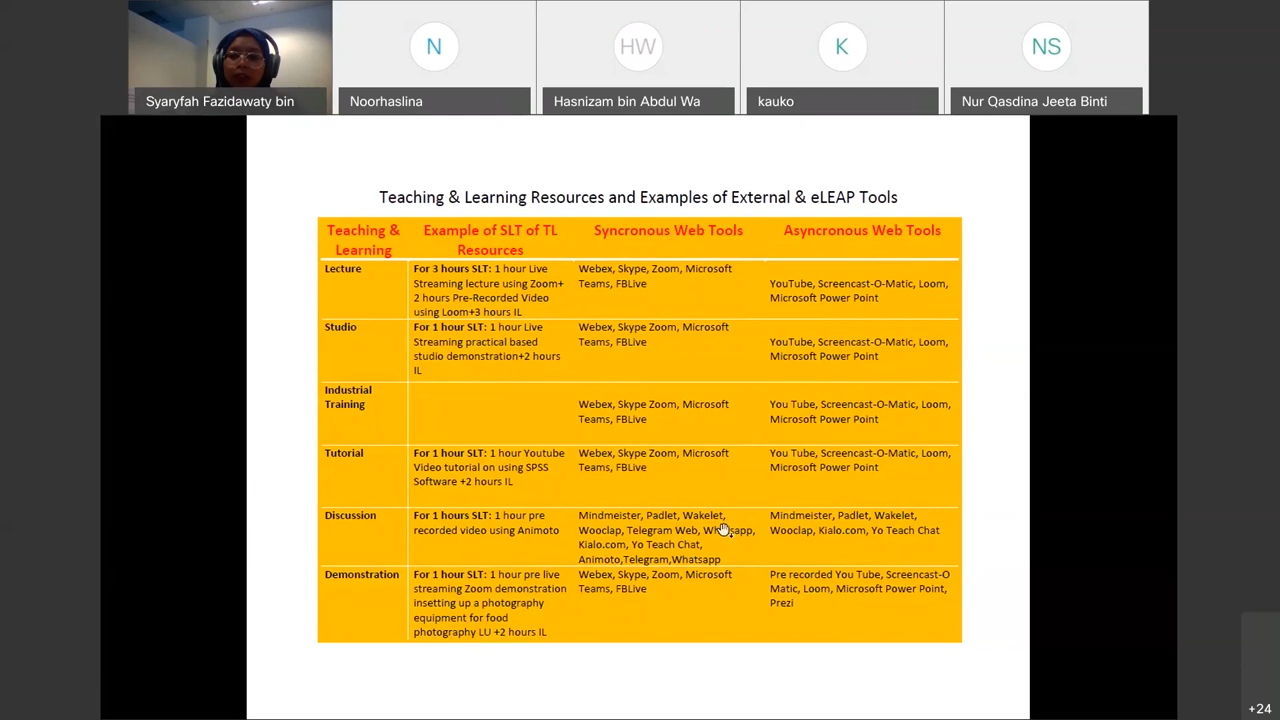 N
HW
K
NS
Syaryfah Fazidawaty bin
Noorhaslina
Hasnizam bin Abdul Wa
kauko
Nur Qasdina Jeeta Binti
Teaching & Learning Resources and Examples of External & eLEAP Tools
Teaching &
Learning
Example of SLT of TL
Resources
Syncronous Web Tools
Asyncronous Web Tools
Lecture
For 3 hours SLT: 1 hour Live
Streaming lecture using Zoom+
2 hours Pre-Recorded Video
using Loom+3 hours IL
Webex, Skype, Zoom, Microsoft
Teams, FBLive
YouTube, Screencast-O-Matic, Loom,
Microsoft Power Point
Studio
For 1 hour SLT: 1 hour Live
Streaming practical based
studio demonstration+2 hours
IL
Webex, Skype Zoom, Microsoft
Teams, FBLive
YouTube, Screencast-O-Matic, Loom,
Microsoft Power Point
Industrial
Training
Webex, Skype Zoom, Microsoft
Teams, FBLive
You Tube, Screencast-O-Matic, Loom,
Microsoft Power Point
Tutorial
For 1 hour SLT: 1 hour Youtube
Video tutorial on using SPSS
Software +2 hours IL
Webex, Skype Zoom, Microsoft
Teams, FBLive
You Tube, Screencast-O-Matic, Loom,
Microsoft Power Point
Discussion
For 1 hours SLT: 1 hour pre
recorded video using Animoto
Mindmeister, Padlet, Wakelet,
Wooclap, Telegram Web, Whatsapp,
Kialo.com, Yo Teach Chat,
Animoto,Telegram,Whatsapp
Mindmeister, Padlet, Wakelet,
Wooclap, Kialo.com, Yo Teach Chat
Demonstration
For 1 hour SLT: 1 hour pre live
streaming Zoom demonstration
insetting up a photography
equipment for food
photography LU +2 hours IL
Webex, Skype, Zoom, Microsoft
Teams, FBLive
Pre recorded You Tube, Screencast-O
Matic, Loom, Microsoft Power Point,
Prezi
+24